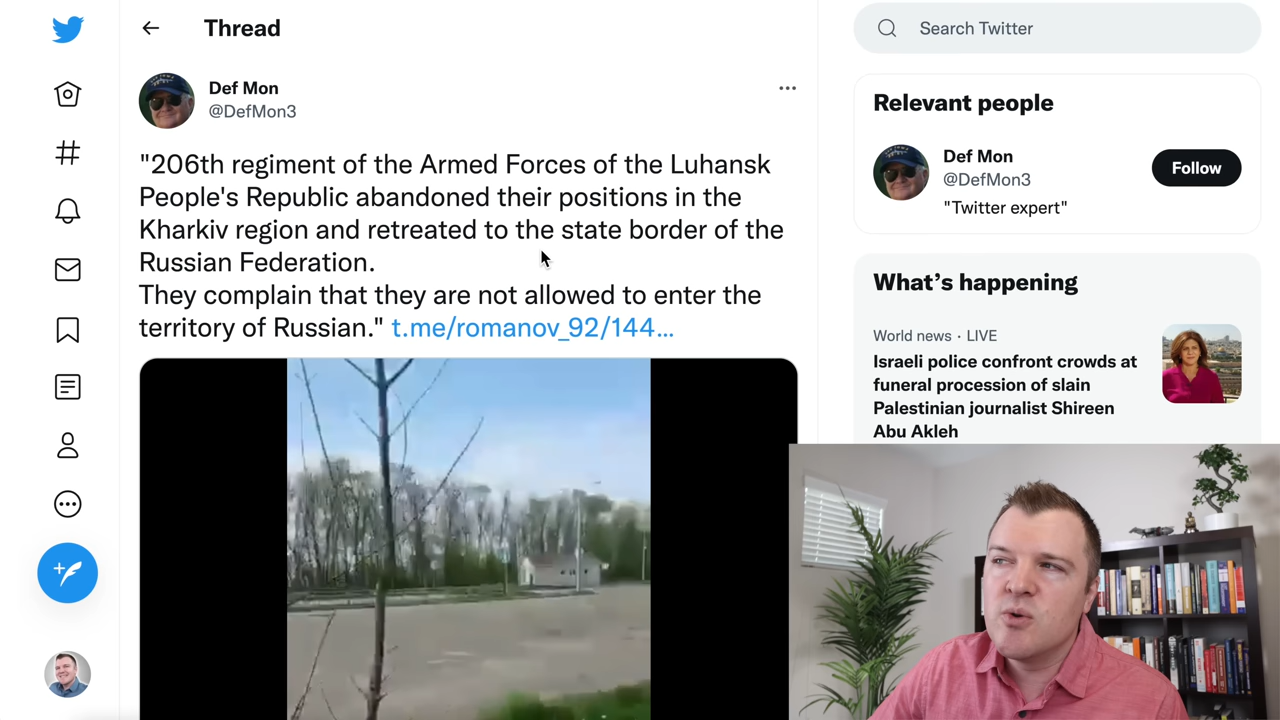 Thread
Def Mon
@DefMon3
"206th regiment of the Armed Forces of the Luhansk
People's Republic abandoned their positions in the
Kharkiv region and retreated to the state border of the
Russian Federation.
They complain that they are not allowed to enter the
territory of Russian." t.me/romanov_92/144...
Search Twitter
Relevant people
Def Mon
@DefMon3
Follow
"Twitter expert"
What's happening
World news · LIVE
Israeli police confront crowds at
funeral procession of slain
Palestinian journalist Shireen
Abu Akleh